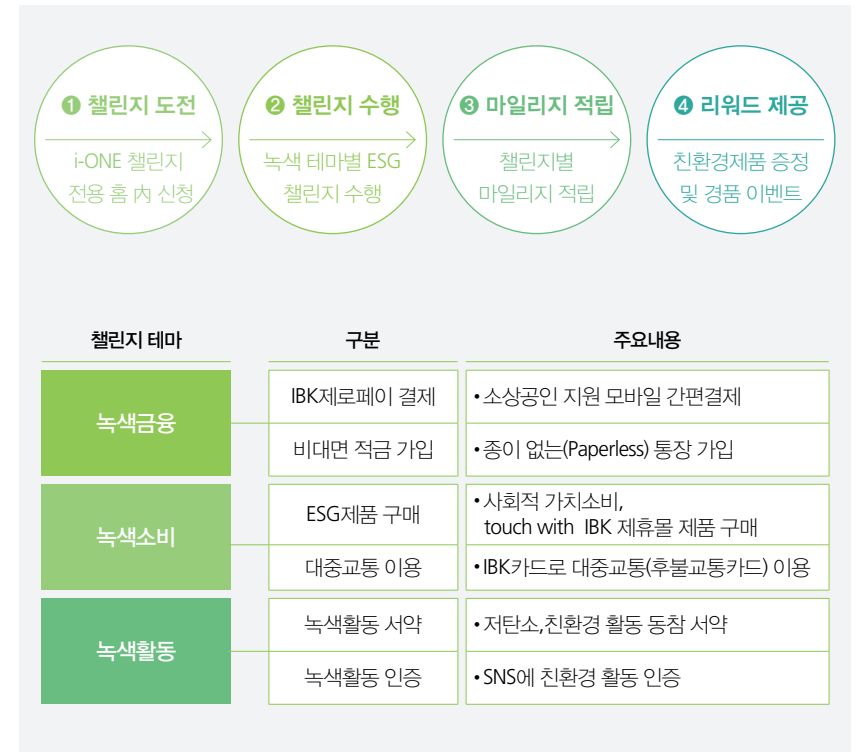 ❶ 챌린지 도전
i-ONE 챌린지
전용 홈 內 신청
❷ 챌린지 수행
녹색 테마별 ESG
챌린지 수행
❸ 마일리지 적립
챌린지별
마일리지 적립
❹ 리워드 제공
친환경제품 증정
및 경품 이벤트
챌린지 테마 구분 주요내용
녹색금융
IBK제로페이 결제 •소상공인 지원 모바일 간편결제
비대면 적금 가입 •종이 없는(Paperless) 통장 가입
녹색소비
ESG제품 구매 •사회적 가치소비,
touch with IBK 제휴몰 제품 구매
대중교통 이용 •IBK카드로 대중교통(후불교통카드) 이용
녹색활동
녹색활동 서약 •저탄소,친환경 활동 동참 서약
녹색활동 인증 •SNS에 친환경 활동 인증